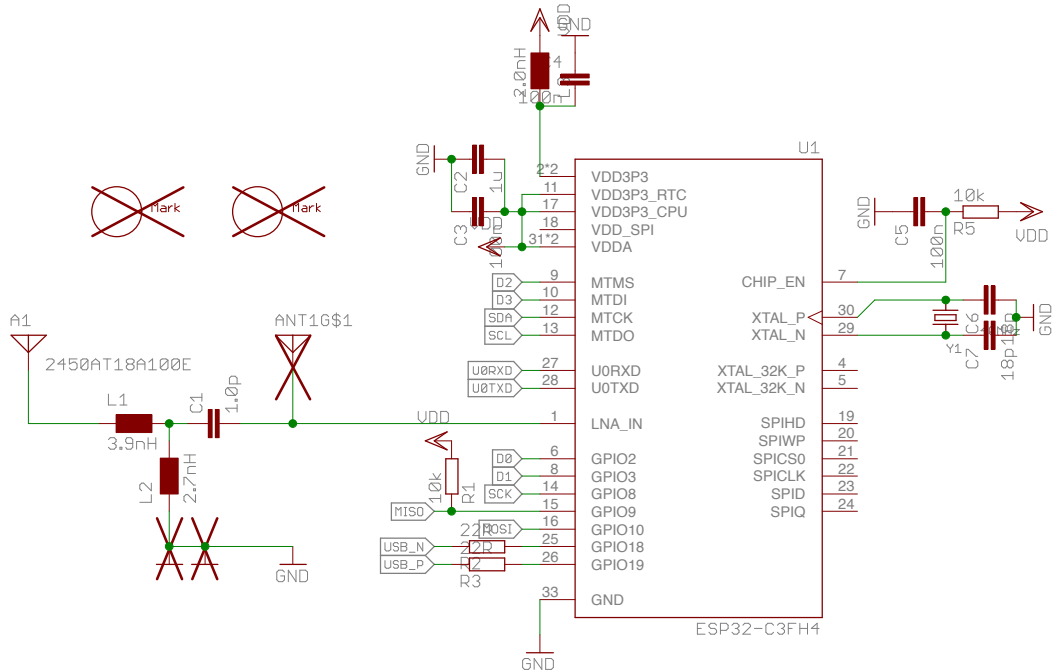 VDD
GND
2.0nH
100n
U1
GND
C2
1u
C3
VDD
2*2
VDD3P3
11
VDD3P3_RTC
17
VDD3P3_CPU
18
VDD_SPI
31*2
VDDA
Mark
Mark
GND
C5
100n
10k
R5
VDD
D2
9
MTMS
D3
10
MTDI
SDA
12
MTCK
SCL
13
MTDO
7
CHIP_EN
30
XTAL_P
29
XTAL_N
Y1
C6
C7
18p
GND
A1
2450AT18A100E
ANT1G$1
U0RXD
27
U0RXD
U0TXD
28
U0TXD
4
XTAL_32K_P
5
XTAL_32K_N
L1
3.9nH
C1
1.0p
VDD
1
LNA_IN
19
SPIHD
20
SPIWP
21
SPICS0
22
SPICLK
23
SPID
24
SPIQ
L2
2.7nH
10k
R1
D0
6
GPIO2
D1
8
GPIO3
SCK
14
GPIO8
MISO
15
GPIO9
MOSI
16
GPIO10
22R
USB_N
22R
25
GPIO18
USB_P
R2
26
GPIO19
R3
GND
33
GND
ESP32-C3FH4
GND